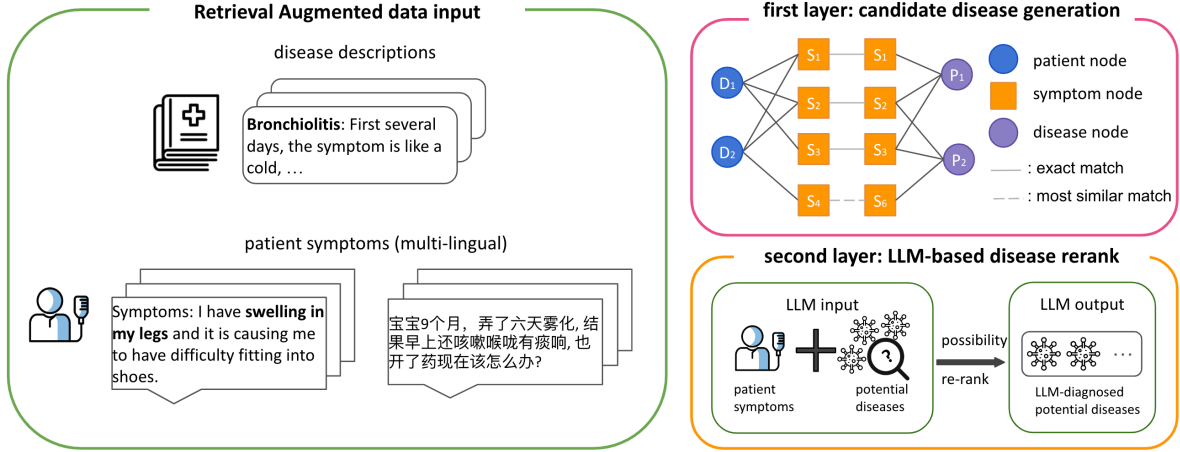 Retrieval Augmented data input
disease descriptions
Bronchiolitis: First several
days, the symptom is like a
cold, …
patient symptoms (multi-lingual)
Symptoms: I have swelling in
my legs and it is causing me
to have difficulty fitting into
shoes.
宝宝9个月，弄了六天雾化, 结
果早上还咳嗽喉咙有痰响, 也
开了药现在该怎么办?
first layer: candidate disease generation
D1
D2
S1
S2
S3
S4
S1
S2
S3
S6
P1
P2
patient node
symptom node
disease node
: exact match
: most similar match
second layer: LLM-based disease rerank
LLM input
patient
symptoms
?
potential
diseases
possibility
re-rank
LLM output
...
LLM-diagnosed
potential diseases